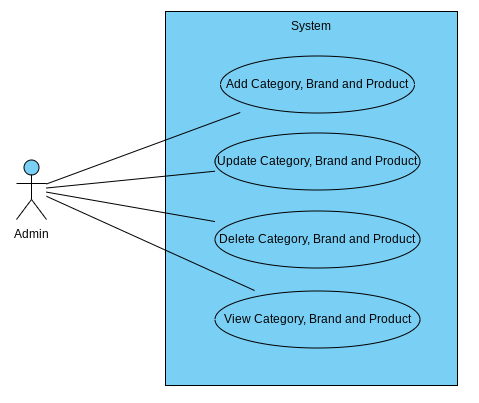 System
Add Category, Brand and Product
Update Category, Brand and Product
Admin
Delete Category, Brand and Product
View Category, Brand and Product